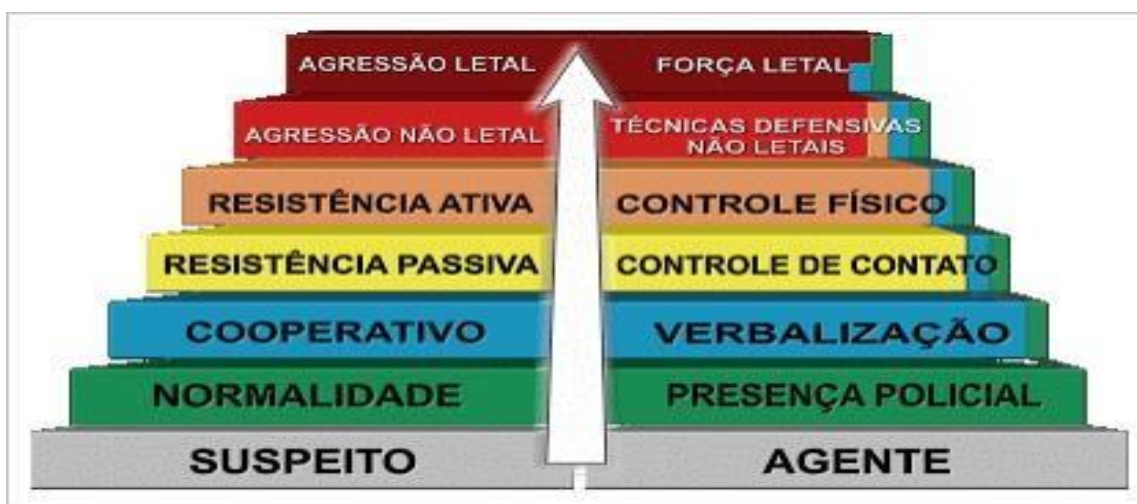 AGRESSÃO LETAL FORÇA LETAL
AGRESSÃO NÃO LETAL TÉCNICAS DEFENSIVAS
NÃO LETAIS
RESISTÊNCIA ATIVA CONTROLE FÍSICO
RESISTÊNCIA PASSIVA CONTROLE DE CONTATO
COOPERATIVO VERBALIZAÇÃO
NORMALIDADE PRESENÇA POLICIAL
SUSPEITO AGENTE